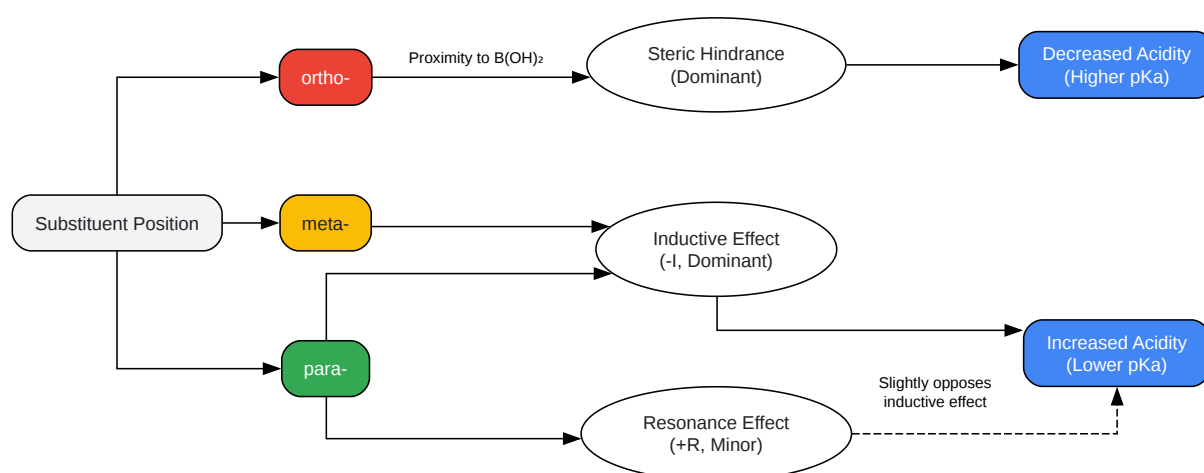 ortho-
Proximity to B(OH)₂
Steric Hindrance
(Dominant)
Decreased Acidity
(Higher pKa)
Substituent Position
meta-
Inductive Effect
(-I, Dominant)
para-
Increased Acidity
(Lower pKa)
Slightly opposes
inductive effect
Resonance Effect
(+R, Minor)